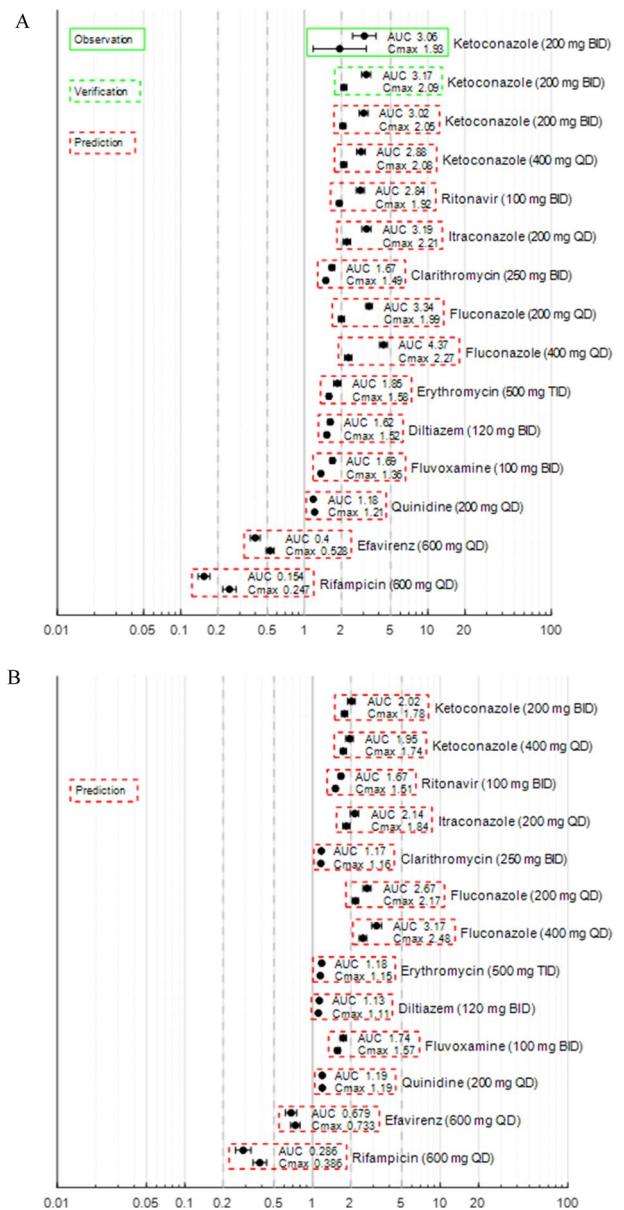 A
Observation
AUC 3.06
Cmax 1.93
Ketoconazole (200 mg BID)
Verification
AUC 3.17
Cmax 2.09
Ketoconazole (200 mg BID)
Prediction
AUC 3.02
Cmax 2.05
Ketoconazole (200 mg BID)
AUC 2.88
Cmax 2.08
Ketoconazole (400 mg QD)
AUC 2.84
Cmax 1.92
Ritonavir (100 mg BID)
AUC 3.19
Cmax 2.21
Itraconazole (200 mg QD)
AUC 1.67
Cmax 1.49
Clarithromycin (250 mg BID)
AUC 3.34
Cmax 1.99
Fluconazole (200 mg QD)
AUC 4.37
Cmax 2.27
Fluconazole (400 mg QD)
AUC 1.85
Cmax 1.58
Erythromycin (500 mg TID)
AUC 1.62
Cmax 1.52
Diltiazem (120 mg BID)
AUC 1.69
Cmax 1.36
Fluvoxamine (100 mg BID)
AUC 1.18
Cmax 1.21
Quinidine (200 mg QD)
AUC 0.4
Cmax 0.528
Efavirenz (600 mg QD)
AUC 0.154
Cmax 0.247
Rifampicin (600 mg QD)
0.01 0.05 0.1 0.2 0.5 1 2 5 10 20 100
B
AUC 2.02
Cmax 1.78
Ketoconazole (200 mg BID)
AUC 1.95
Cmax 1.74
Ketoconazole (400 mg QD)
Prediction
AUC 1.67
Cmax 1.51
Ritonavir (100 mg BID)
AUC 2.14
Cmax 1.84
Itraconazole (200 mg QD)
AUC 1.17
Cmax 1.16
Clarithromycin (250 mg BID)
AUC 2.67
Cmax 2.17
Fluconazole (200 mg QD)
AUC 3.17
Cmax 2.48
Fluconazole (400 mg QD)
AUC 1.18
Cmax 1.15
Erythromycin (500 mg TID)
AUC 1.13
Cmax 1.11
Diltiazem (120 mg BID)
AUC 1.74
Cmax 1.57
Fluvoxamine (100 mg BID)
AUC 1.19
Cmax 1.19
Quinidine (200 mg QD)
AUC 0.679
Cmax 0.733
Efavirenz (600 mg QD)
AUC 0.286
Cmax 0.386
Rifampicin (600 mg QD)
0.01 0.05 0.1 0.2 0.5 1 2 5 10 20 100